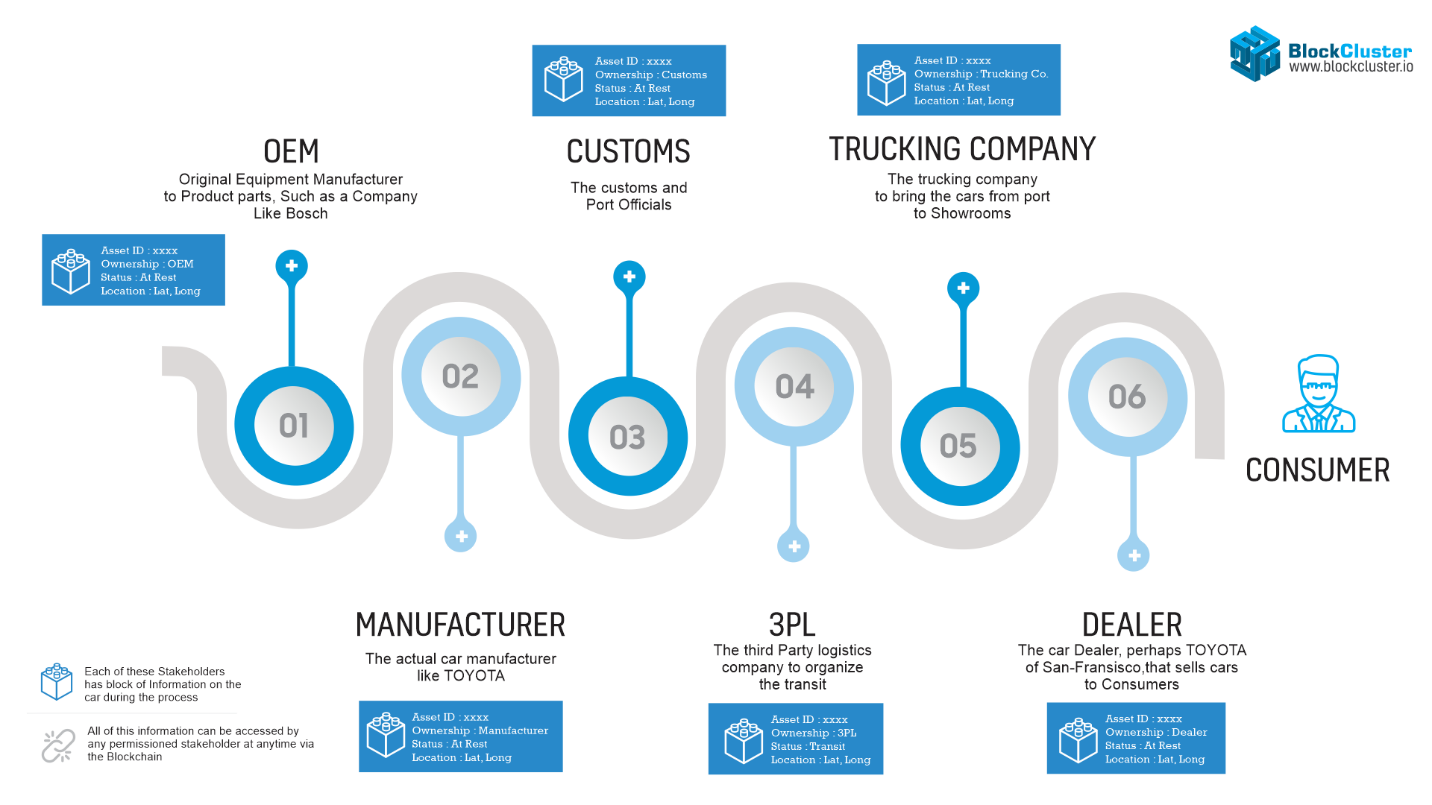 BlockCluster
www.blockcluster.io
Asset ID : xxxx
Ownership : Customs
Status : At Rest
Location : Lat, Long
Asset ID : xxxx
Ownership : Trucking Co.
Status : At Rest
Location : Lat, Long
OEM
Original Equipment Manufacturer
to Product parts, Such as a Company
Like Bosch
CUSTOMS
The customs and
Port Officials
TRUCKING COMPANY
The trucking company
to bring the cars from port
to Showrooms
Asset ID : xxxx
Ownership : OEM
Status : At Rest
Location : Lat, Long
01
02
03
04
05
06
CONSUMER
MANUFACTURER
The actual car manufacturer
like TOYOTA
Asset ID : xxxx
Ownership : Manufacturer
Status : At Rest
Location : Lat, Long
3PL
The third Party logistics
company to organize
the transit
Asset ID : xxxx
Ownership : 3PL
Status : Transit
Location : Lat, Long
DEALER
The car Dealer, perhaps TOYOTA
of San-Fransisco,that sells cars
to Consumers
Asset ID : xxxx
Ownership : Dealer
Status : At Rest
Location : Lat, Long
Each of these Stakeholders
has block of Information on the
car during the process
All of this information can be accessed by
any permissioned stakeholder at anytime via
the Blockchain